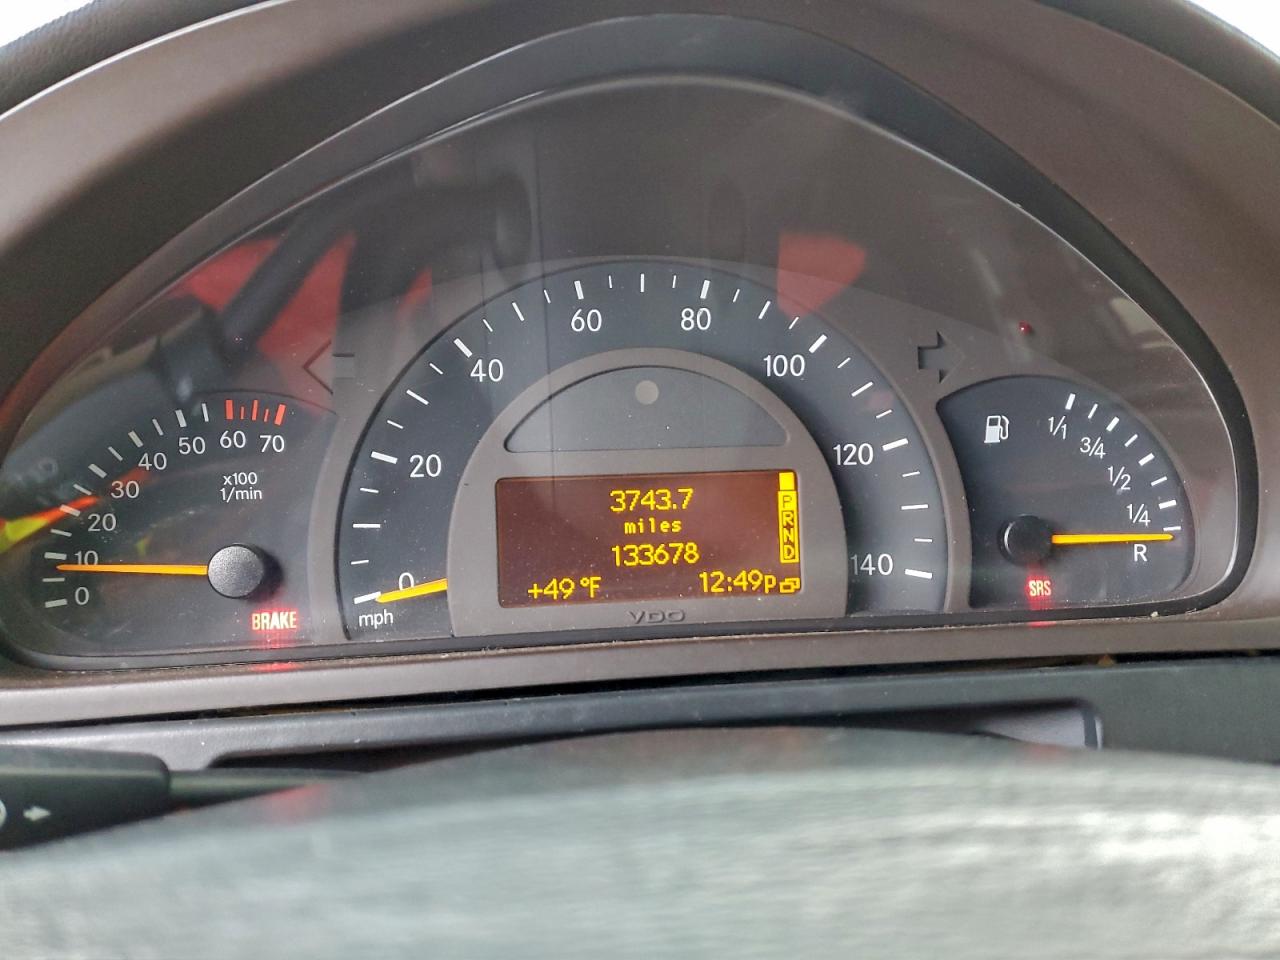 0
10
20
30
40
50
60
70
x100
1/min
BRAKE
0
20
40
60
80
100
120
140
mph
3743.7
miles
133678
+49°F
12:49p
P
R
N
D
VDO
1/1
3/4
1/2
1/4
R
SRS